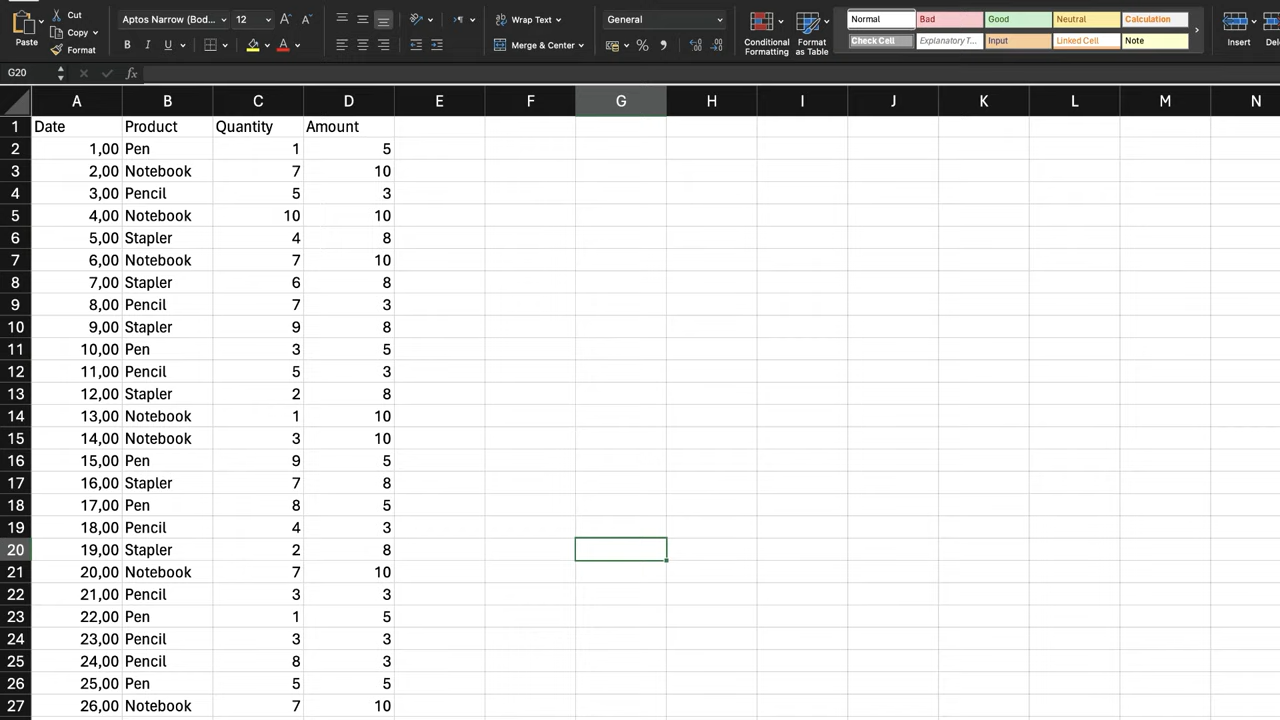 Cut Aptos Narrow (Bod... 12 A A Wrap Text General Normal Bad Good Neutral Calculation
Paste Copy Format B I U A Merge & Center % Conditional Formatting Format as Table Check Cell Explanatory T... Input Linked Cell Note Insert Del
G20 fx
A B C D E F G H I J K L M N
1 Date Product Quantity Amount
2 1,00 Pen 1 5
3 2,00 Notebook 7 10
4 3,00 Pencil 5 3
5 4,00 Notebook 10 10
6 5,00 Stapler 4 8
7 6,00 Notebook 7 10
8 7,00 Stapler 6 8
9 8,00 Pencil 7 3
10 9,00 Stapler 9 8
11 10,00 Pen 3 5
12 11,00 Pencil 5 3
13 12,00 Stapler 2 8
14 13,00 Notebook 1 10
15 14,00 Notebook 3 10
16 15,00 Pen 9 5
17 16,00 Stapler 7 8
18 17,00 Pen 8 5
19 18,00 Pencil 4 3
20 19,00 Stapler 2 8
21 20,00 Notebook 7 10
22 21,00 Pencil 3 3
23 22,00 Pen 1 5
24 23,00 Pencil 3 3
25 24,00 Pencil 8 3
26 25,00 Pen 5 5
27 26,00 Notebook 7 10